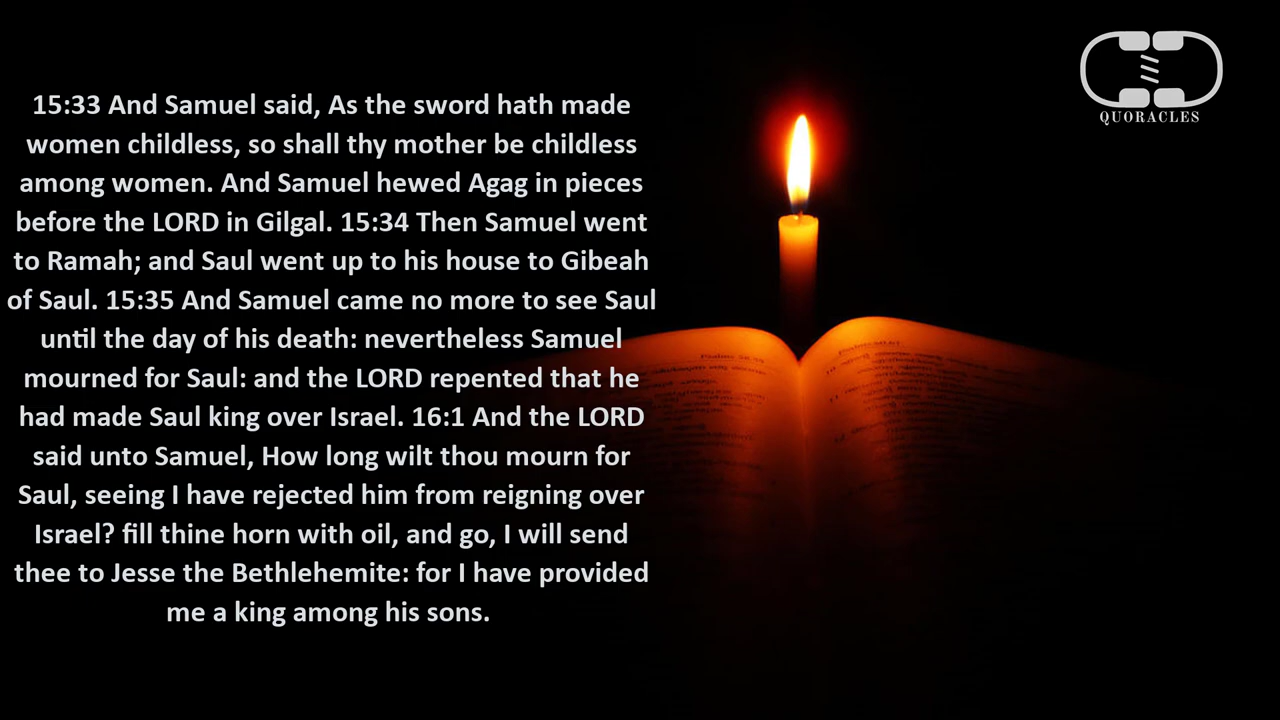 15:33 And Samuel said, As the sword hath made
women childless, so shall thy mother be childless
among women. And Samuel hewed Agag in pieces
before the LORD in Gilgal. 15:34 Then Samuel went
to Ramah; and Saul went up to his house to Gibeah
of Saul. 15:35 And Samuel came no more to see Saul
until the day of his death: nevertheless Samuel
mourned for Saul: and the LORD repented that he
had made Saul king over Israel. 16:1 And the LORD
said unto Samuel, How long wilt thou mourn for
Saul, seeing I have rejected him from reigning over
Israel? fill thine horn with oil, and go, I will send
thee to Jesse the Bethlehemite: for I have provided
me a king among his sons.
QUORACLES